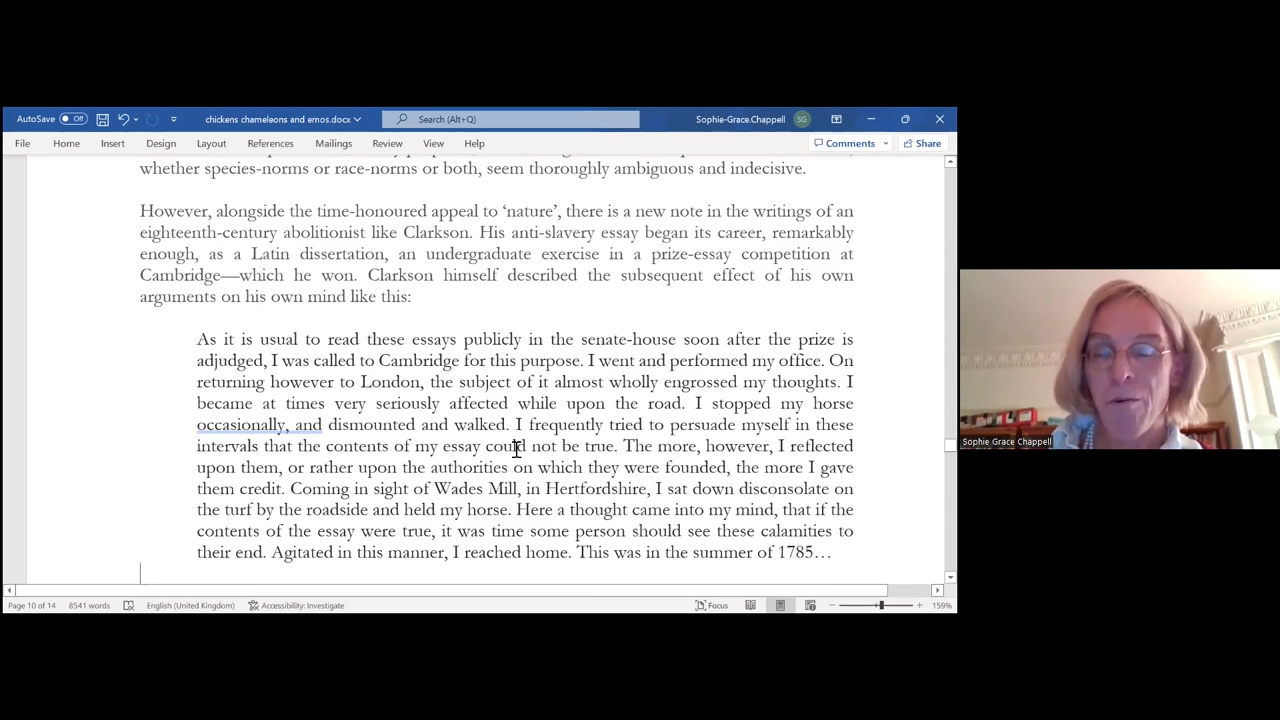 AutoSave Off chickens chameleons and emos.docx Search (Alt+Q) Sophie-Grace.Chappell SG
File Home Insert Design Layout References Mailings Review View Help Comments Share
whether species-norms or race-norms or both, seem thoroughly ambiguous and indecisive.
However, alongside the time-honoured appeal to ‘nature’, there is a new note in the writings of an
eighteenth-century abolitionist like Clarkson. His anti-slavery essay began its career, remarkably
enough, as a Latin dissertation, an undergraduate exercise in a prize-essay competition at
Cambridge—which he won. Clarkson himself described the subsequent effect of his own
arguments on his own mind like this:
As it is usual to read these essays publicly in the senate-house soon after the prize is
adjudged, I was called to Cambridge for this purpose. I went and performed my office. On
returning however to London, the subject of it almost wholly engrossed my thoughts. I
became at times very seriously affected while upon the road. I stopped my horse
occasionally, and dismounted and walked. I frequently tried to persuade myself in these
intervals that the contents of my essay could not be true. The more, however, I reflected
upon them, or rather upon the authorities on which they were founded, the more I gave
them credit. Coming in sight of Wades Mill, in Hertfordshire, I sat down disconsolate on
the turf by the roadside and held my horse. Here a thought came into my mind, that if the
contents of the essay were true, it was time some person should see these calamities to
their end. Agitated in this manner, I reached home. This was in the summer of 1785…
Page 10 of 14 8541 words English (United Kingdom) Accessibility: Investigate Focus 159%
Sophie Grace Chappell